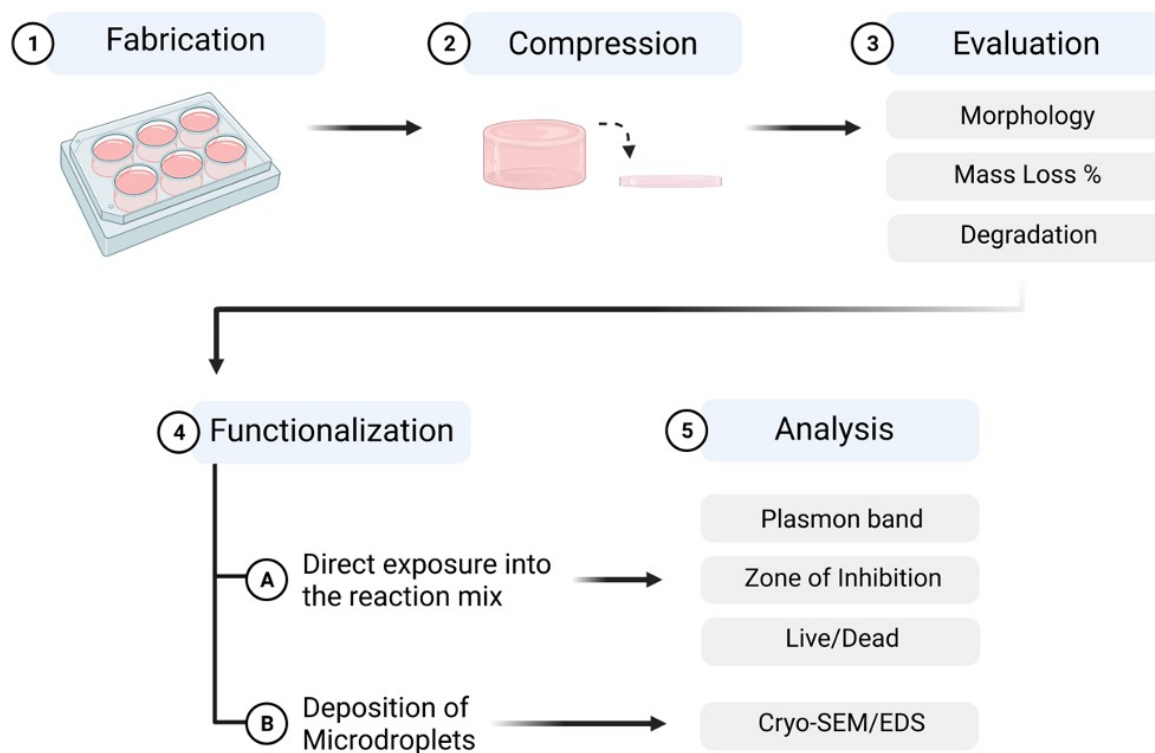 1 Fabrication
2 Compression
3 Evaluation
Morphology
Mass Loss %
Degradation
4 Functionalization
5 Analysis
A Direct exposure into
the reaction mix
Plasmon band
Zone of Inhibition
Live/Dead
B Deposition of
Microdroplets
Cryo-SEM/EDS